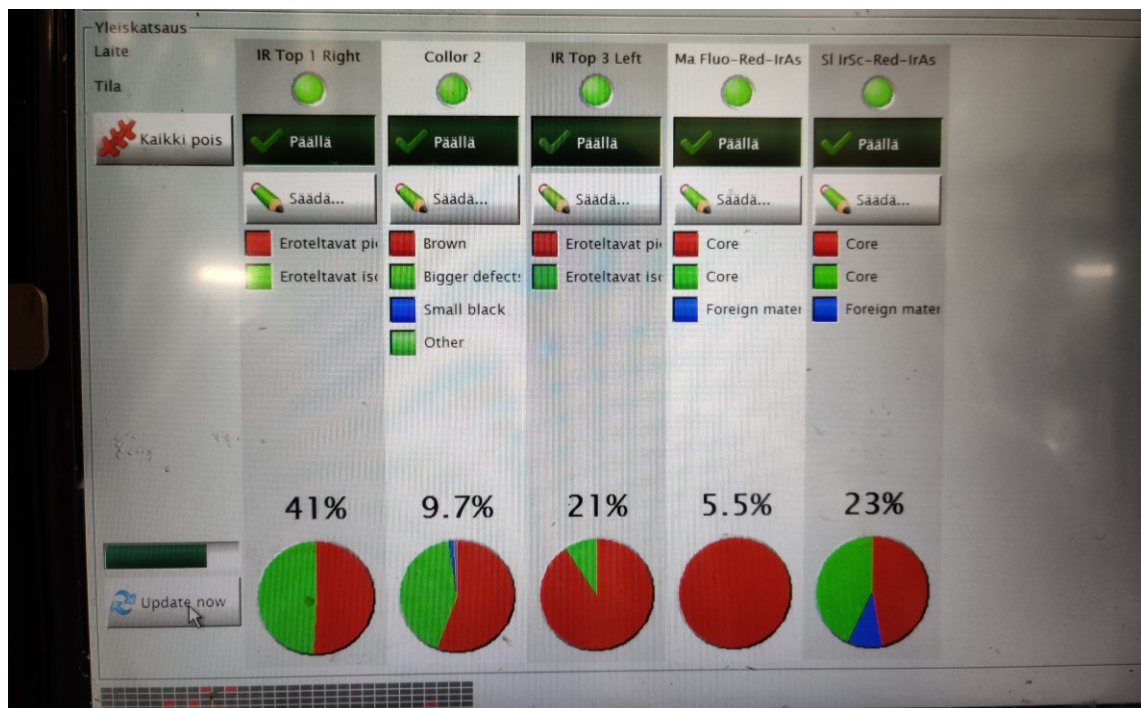 Yleiskatsaus
Laite
IR Top 1 Right
Collor 2
IR Top 3 Left
Ma Fluo-Red-IrAs
Sl IrSc-Red-IrAs
Tila
Kaikki pois
Päällä
Päällä
Päällä
Päällä
Päällä
Säädä...
Säädä...
Säädä...
Säädä...
Säädä...
Eroteltavat pi
Brown
Eroteltavat pi
Core
Core
Eroteltavat iso
Bigger defects
Eroteltavat iso
Core
Core
Small black
Foreign mater
Foreign mater
Other
41%
9.7%
21%
5.5%
23%
Update now